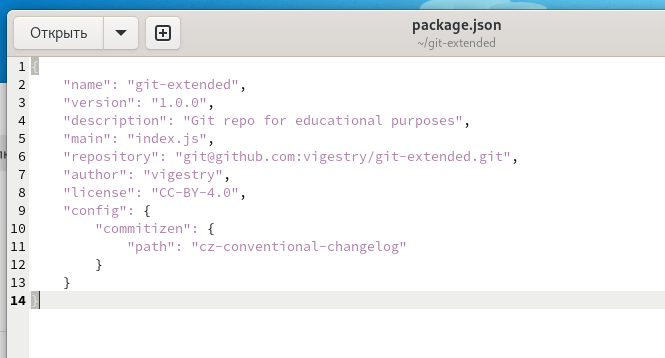 Открыть
package.json
~/git-extended
1 {
2 "name": "git-extended",
3 "version": "1.0.0",
4 "description": "Git repo for educational purposes",
5 "main": "index.js",
6 "repository": "git@github.com:vigestry/git-extended.git",
7 "author": "vigestry",
8 "license": "CC-BY-4.0",
9 "config": {
10 "commitizen": {
11 "path": "cz-conventional-changelog"
12 }
13 }
14 }